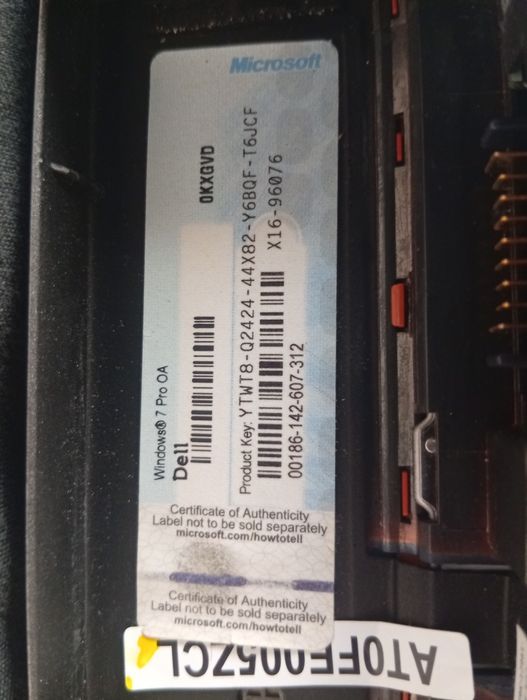 Microsoft
Windows® 7 Pro OA
Dell
0KXGVD
Product Key: YTWT8-Q2424-44X82-Y6BQF-T6JCF
X16-96076
00186-142-607-312
Certificate of Authenticity
Label not to be sold separately
microsoft.com/howtotell
Certificate of Authenticity
Label not to be sold separately
microsoft.com/howtotell